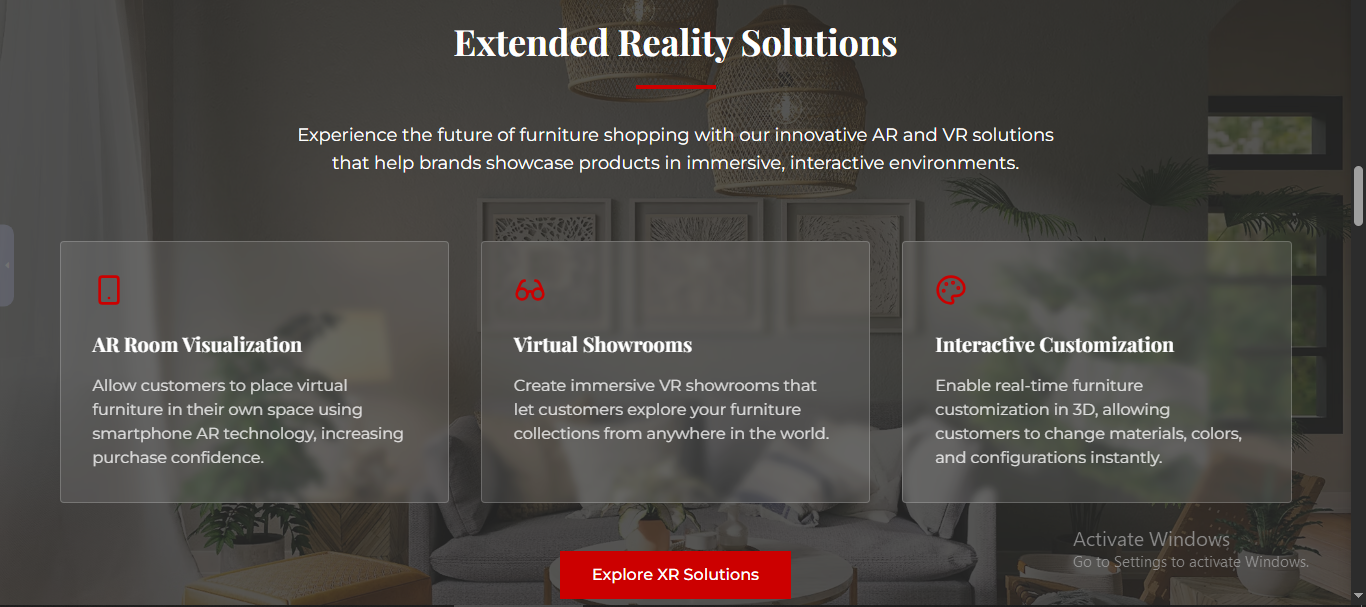 Extended Reality Solutions
Experience the future of furniture shopping with our innovative AR and VR solutions
that help brands showcase products in immersive, interactive environments.
AR Room Visualization
Allow customers to place virtual
furniture in their own space using
smartphone AR technology, increasing
purchase confidence.
Virtual Showrooms
Create immersive VR showrooms that
let customers explore your furniture
collections from anywhere in the world.
Interactive Customization
Enable real-time furniture
customization in 3D, allowing
customers to change materials, colors,
and configurations instantly.
Explore XR Solutions
Activate Windows
Go to Settings to activate Windows.